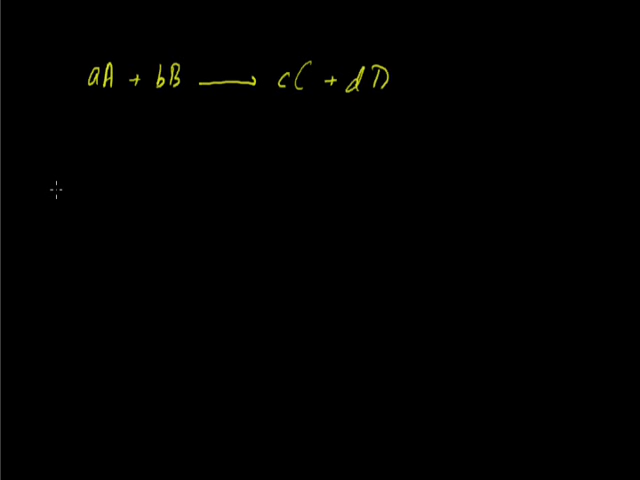 aA + bB → cC + dD